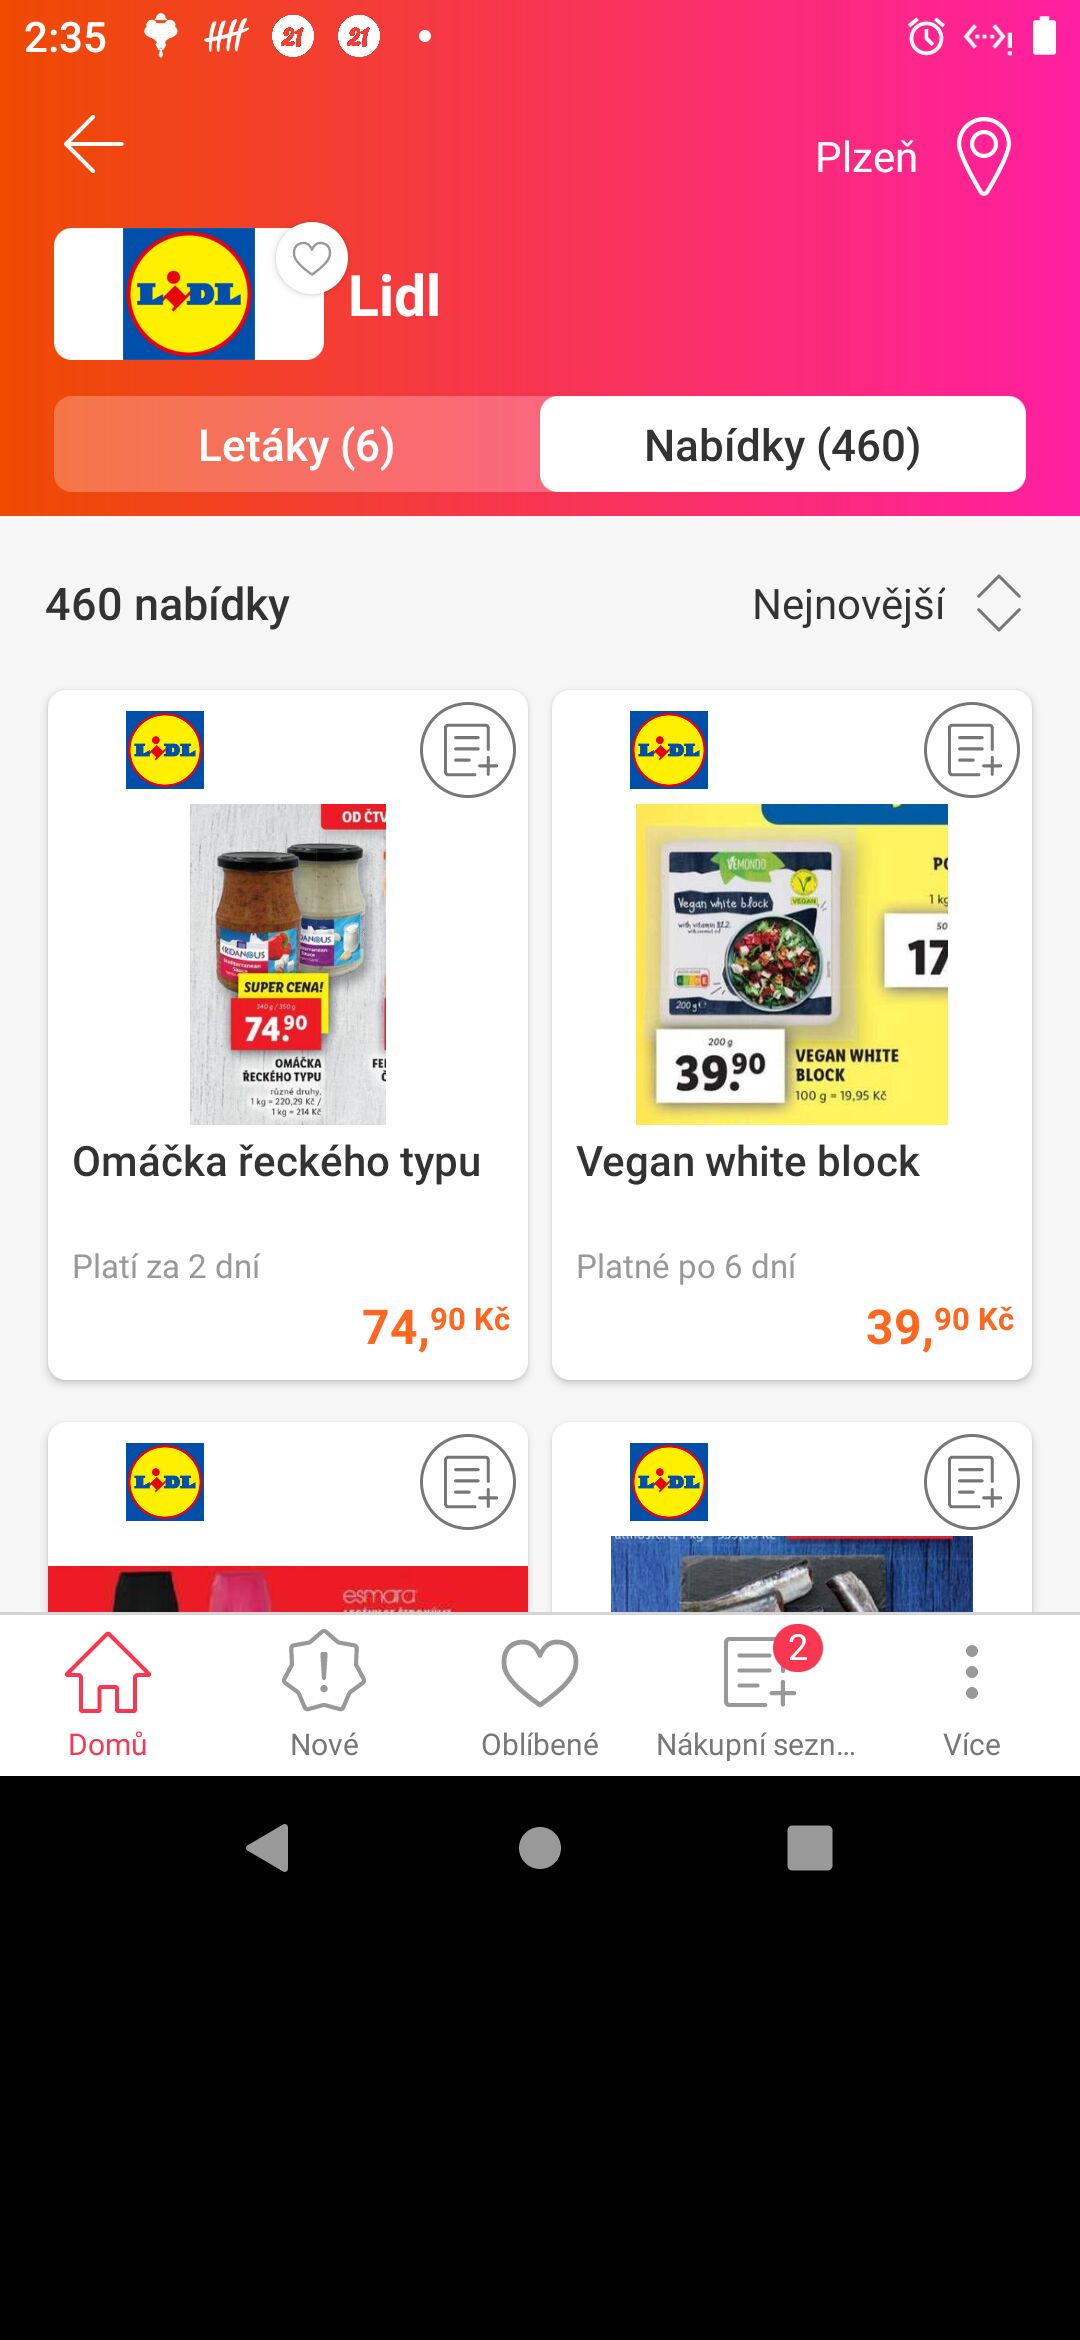 2:35
Plzeň
LIDL
Lidl
Letáky (6)
Nabídky (460)
460 nabídky
Nejnovější
LIDL
LIDL
OD ČTV
SUPER CENA!
340 g / 350 g
74.90
OMÁČKA
ŘECKÉHO TYPU
různé druhy,
1 kg = 220,29 Kč /
1 kg = 214 Kč
VEMONDO
Vegan white block
with vitamin B12
VEGAN
200 g
1 kg
50
17
200 g
39.90
VEGAN WHITE
BLOCK
100 g = 19,95 Kč
Omáčka řeckého typu
Vegan white block
Platí za 2 dní
Platné po 6 dní
74,90 Kč
39,90 Kč
LIDL
LIDL
esmara
Domů
Nové
Oblíbené
2
Nákupní sezn...
Více